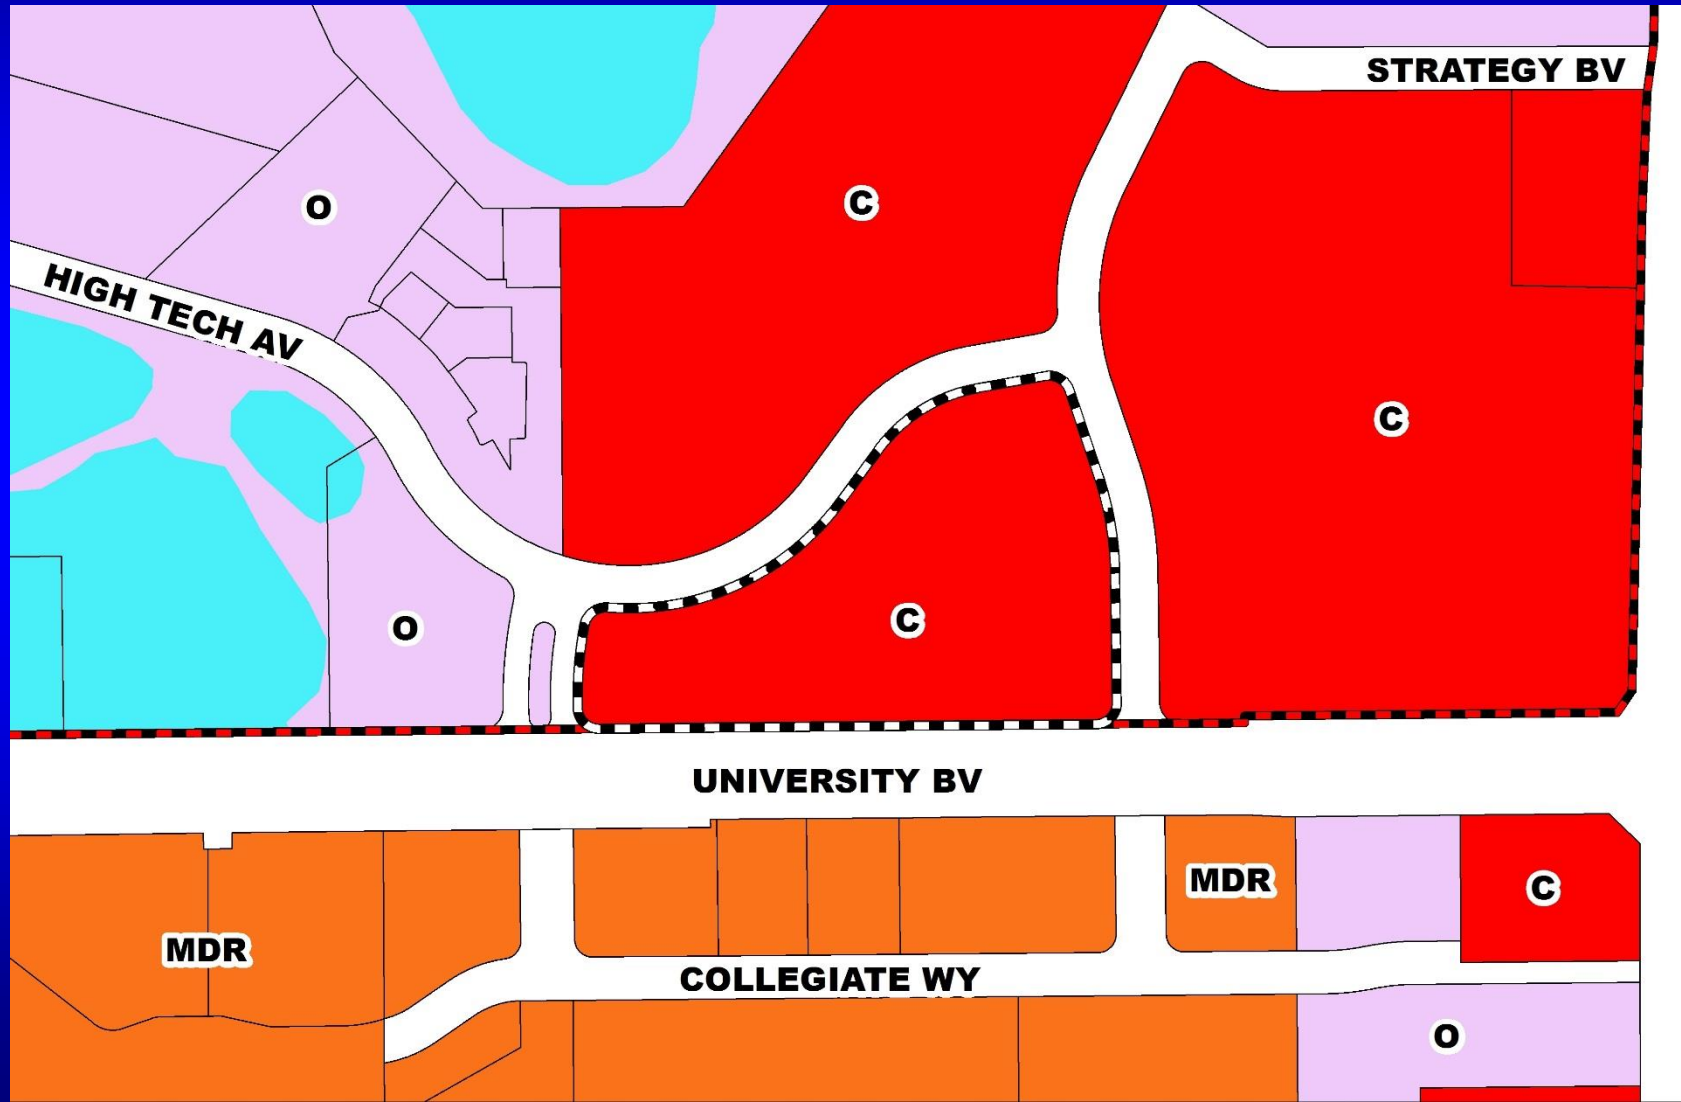 STRATEGY BV
O
C
HIGH TECH AV
C
O
C
UNIVERSITY BV
MDR
C
MDR
COLLEGIATE WY
O